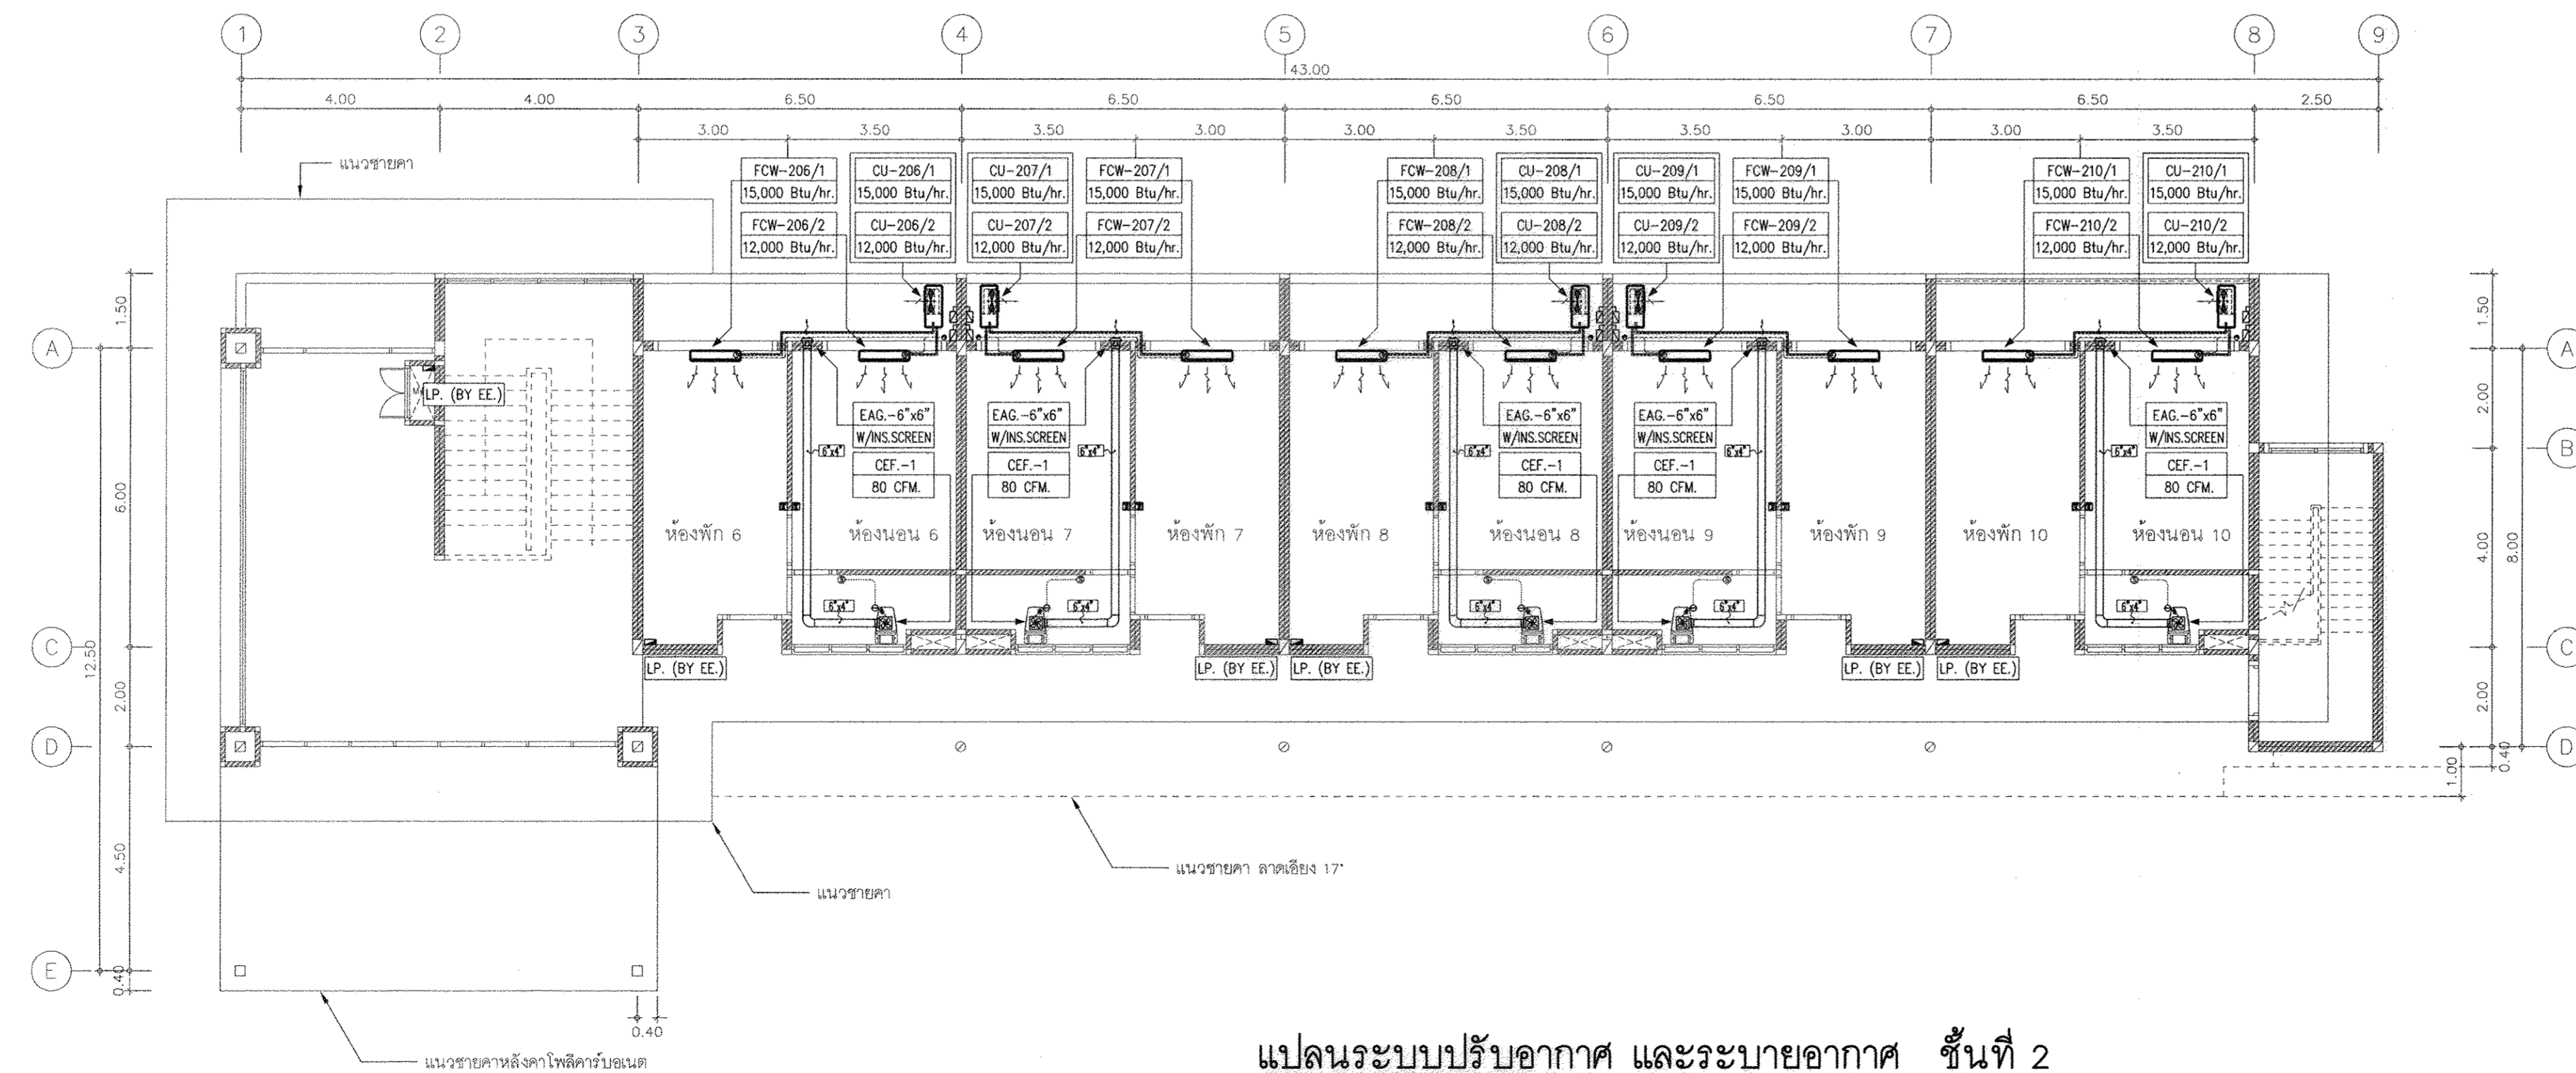 1 2 3 4 5 6 7 8 9
43.00
4.00 4.00 6.50 6.50 6.50 6.50 6.50 2.50
3.00 3.50 3.50 3.00 3.00 3.50 3.50 3.00 3.00 3.50
แนวชายคา
FCW-206/1 CU-206/1 CU-207/1 FCW-207/1 FCW-208/1 CU-208/1 CU-209/1 FCW-209/1 FCW-210/1 CU-210/1
15,000 Btu/hr. 15,000 Btu/hr. 15,000 Btu/hr. 15,000 Btu/hr. 15,000 Btu/hr. 15,000 Btu/hr. 15,000 Btu/hr. 15,000 Btu/hr. 15,000 Btu/hr. 15,000 Btu/hr.
FCW-206/2 CU-206/2 CU-207/2 FCW-207/2 FCW-208/2 CU-208/2 CU-209/2 FCW-209/2 FCW-210/2 CU-210/2
12,000 Btu/hr. 12,000 Btu/hr. 12,000 Btu/hr. 12,000 Btu/hr. 12,000 Btu/hr. 12,000 Btu/hr. 12,000 Btu/hr. 12,000 Btu/hr. 12,000 Btu/hr. 12,000 Btu/hr.
1.50 1.50
A A
LP. (BY EE.)
2.00
EAG.-6"x6" EAG.-6"x6" EAG.-6"x6" EAG.-6"x6" EAG.-6"x6"
W/INS.SCREEN W/INS.SCREEN W/INS.SCREEN W/INS.SCREEN W/INS.SCREEN
6"x4" 6"x4" 6"x4" 6"x4" 6"x4"
B
CEF.-1 CEF.-1 CEF.-1 CEF.-1 CEF.-1
80 CFM. 80 CFM. 80 CFM. 80 CFM. 80 CFM.
6.00
ห้องพัก 6 ห้องนอน 6 ห้องนอน 7 ห้องพัก 7 ห้องพัก 8 ห้องนอน 8 ห้องนอน 9 ห้องพัก 9 ห้องพัก 10 ห้องนอน 10
4.00 8.00
6"x4" 6"x4" 6"x4" 6"x4" 6"x4"
C C
12.50
LP. (BY EE.) LP. (BY EE.) LP. (BY EE.) LP. (BY EE.) LP. (BY EE.)
2.00 2.00
D D
0.40
1.00
4.50
แนวชายคา ลาดเอียง 17°
แนวชายคา
E
0.40
0.40
แนวชายคาหลังคาโพลีคาร์บอเนต
แปลนระบบปรับอากาศ และระบายอากาศ ชั้นที่ 2